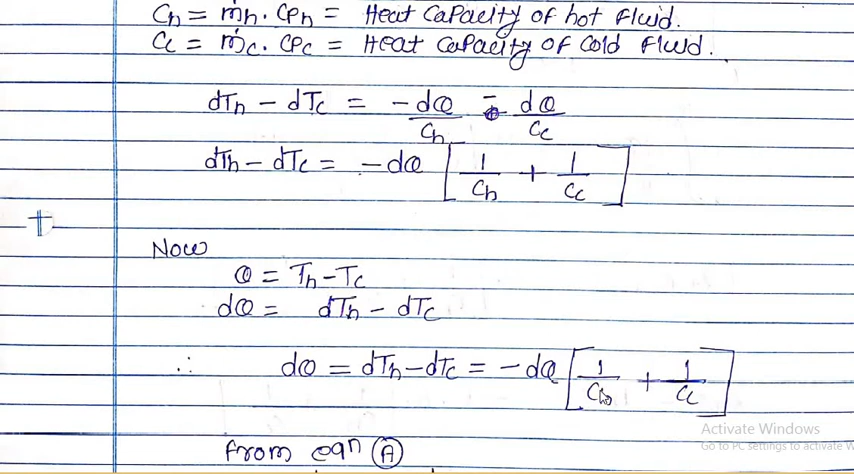 Ch = ṁh · Cph = Heat Capacity of hot Fluid.
Cc = ṁc · Cpc = Heat Capacity of Cold Fluid.
dTh - dTc = -dQ/Ch - dQ/Cc
dTh - dTc = -dQ [1/Ch + 1/Cc]
Now
θ = Th - Tc
dθ = dTh - dTc
∴ dθ = dTh - dTc = -dQ [1/Ch + 1/Cc]
From eqn (A)
Activate Windows
Go to PC settings to activate W